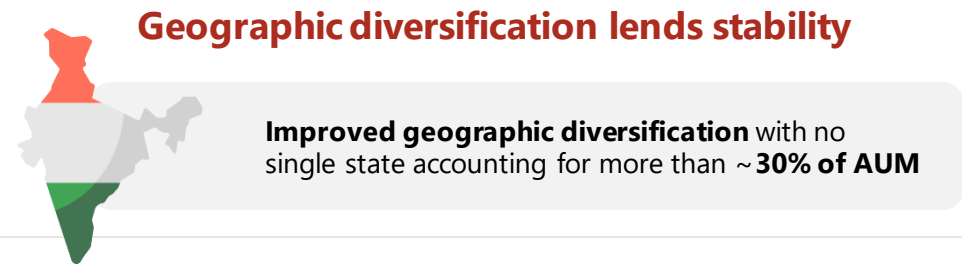 Geographic diversification lends stability
Improved geographic diversification with no
single state accounting for more than ~30% of AUM